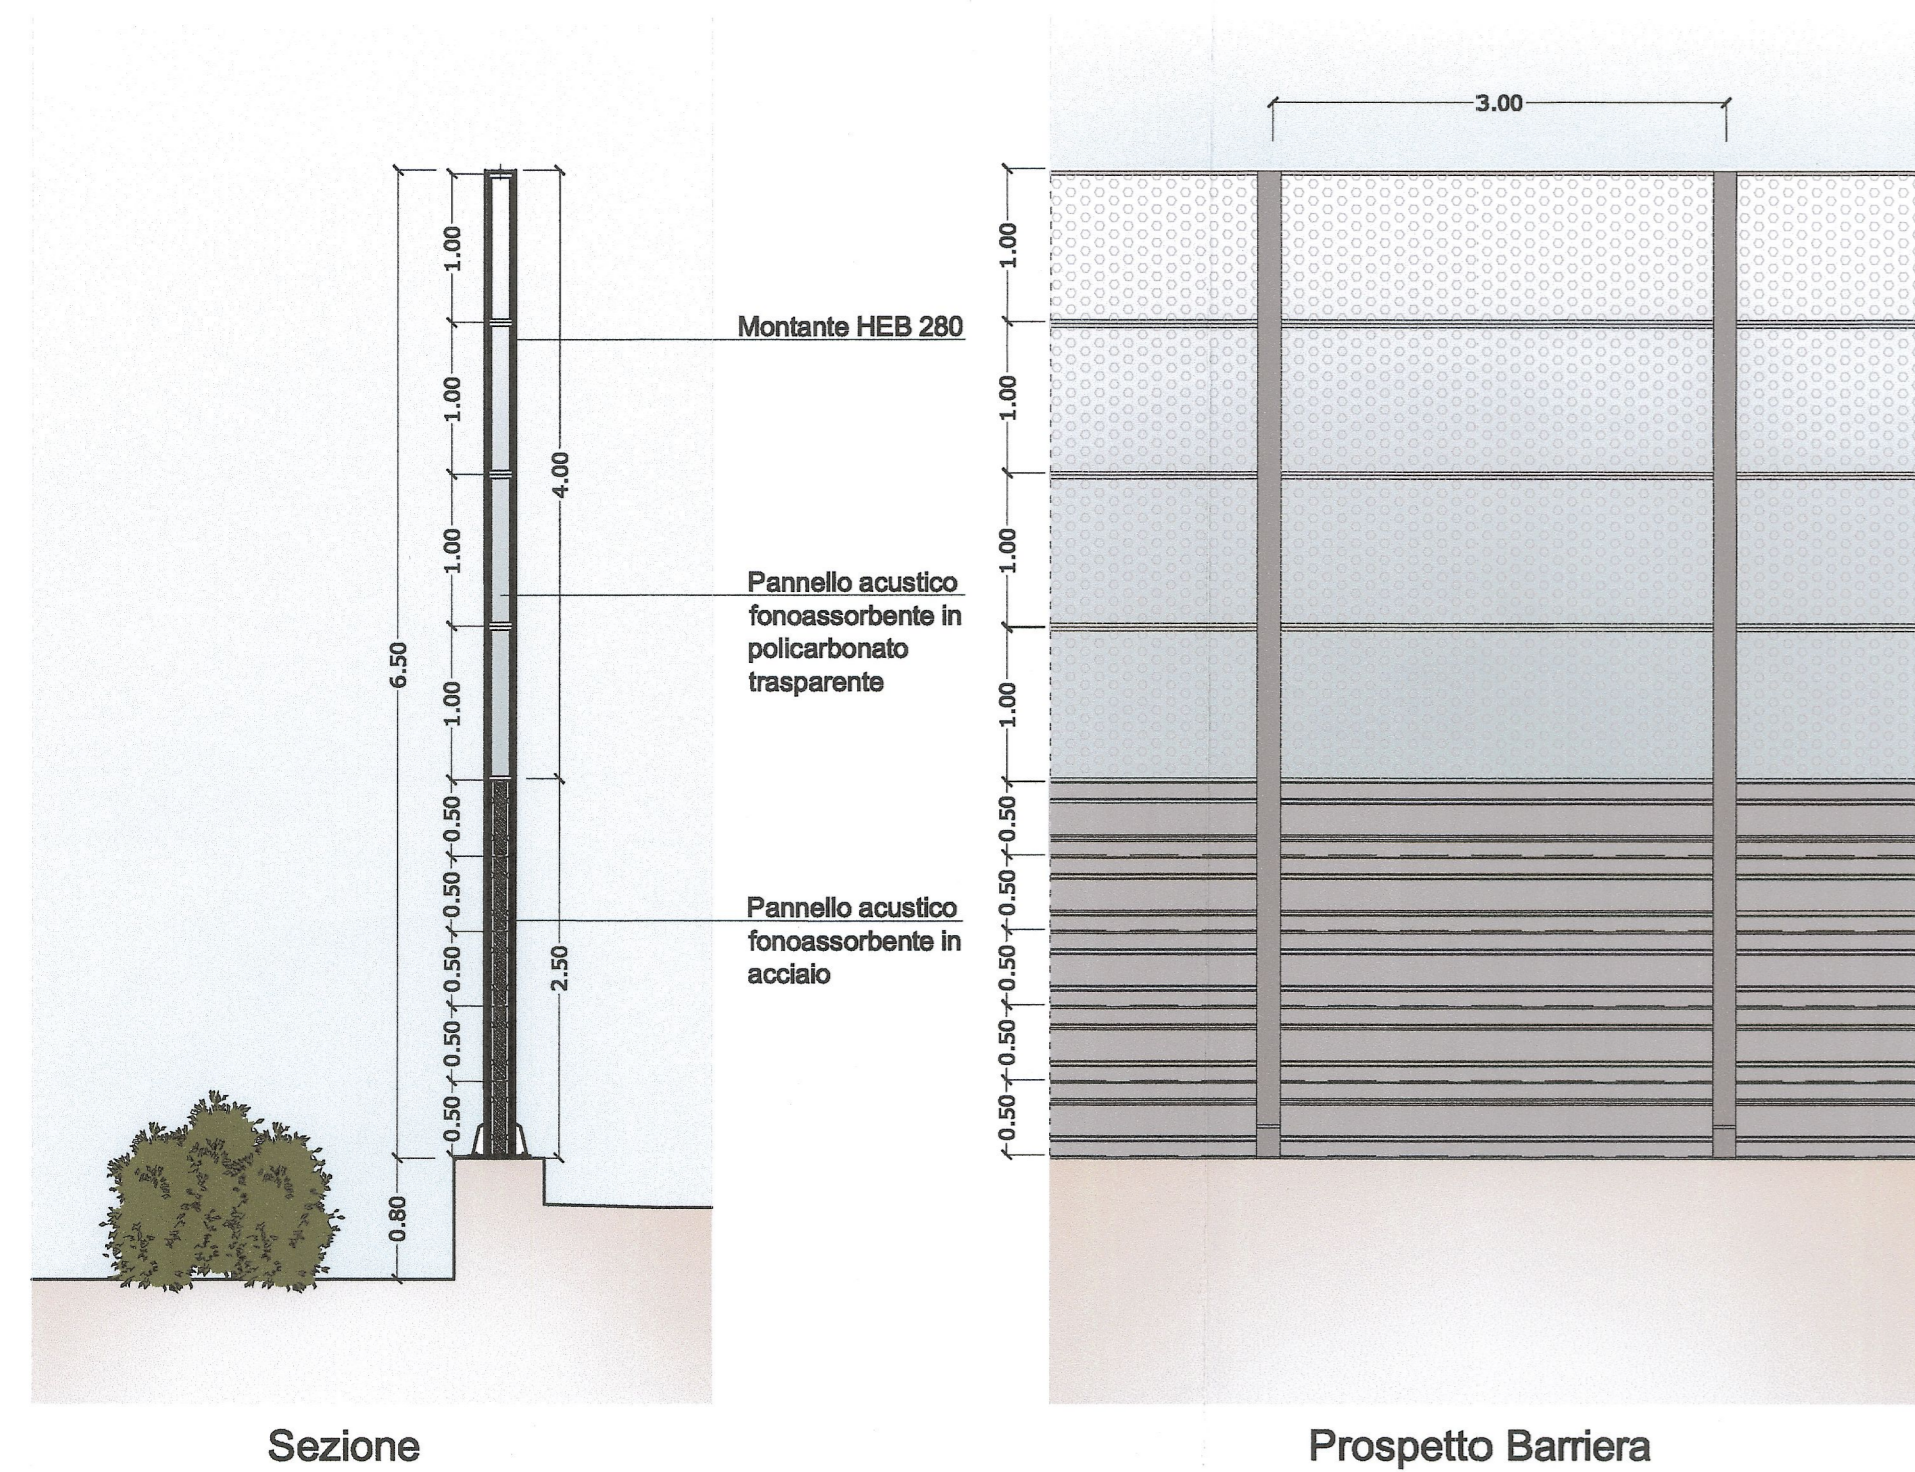 3.00
1.00
1.00
1.00
1.00
0.50
0.50
0.50
0.50
0.50
6.50
0.80
4.00
2.50
Montante HEB 280
Pannello acustico
fonoassorbente in
policarbonato
trasparente
Pannello acustico
fonoassorbente in
acciaio
1.00
1.00
1.00
1.00
0.50
0.50
0.50
0.50
0.50
Sezione
Prospetto Barriera